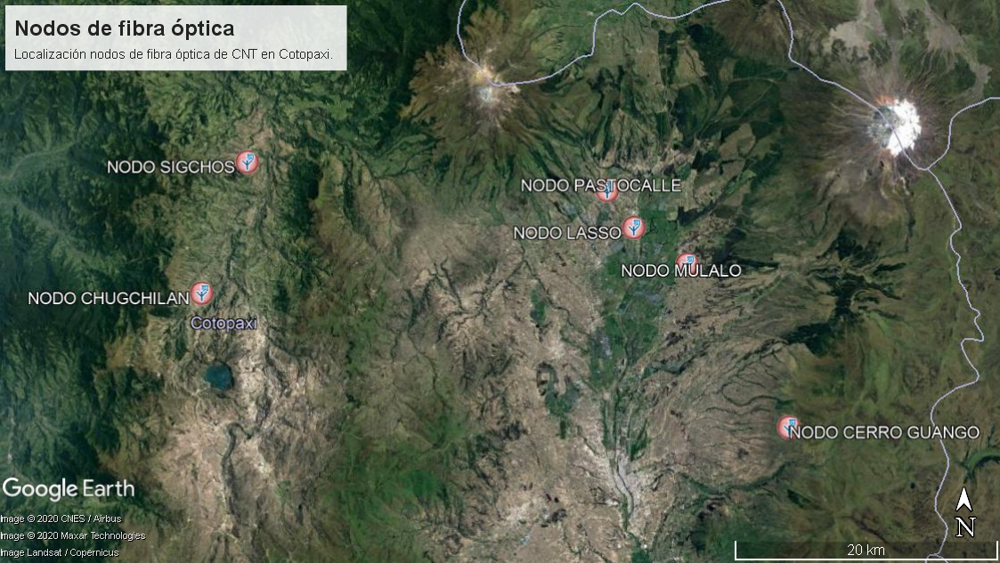 Nodos de fibra óptica
Localización nodos de fibra óptica de CNT en Cotopaxi.
NODO SIGCHOS
NODO PASTOCALLE
NODO LASSO
NODO MULALO
NODO CHUGCHILAN
Cotopaxi
NODO CERRO GUANGO
Google Earth
Image © 2020 CNES / Airbus
Image © 2020 Maxar Technologies
Image Landsat / Copernicus
N
20 km